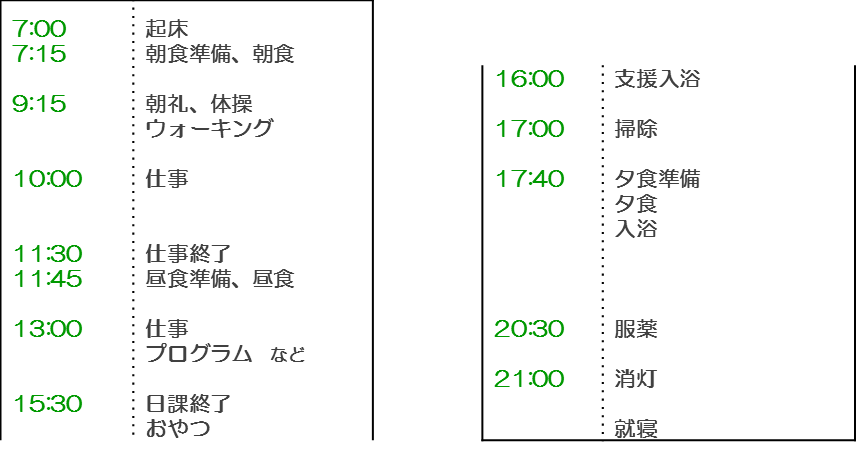 7:00 起床
7:15 朝食準備、朝食
9:15 朝礼、体操
ウォーキング
10:00 仕事
11:30 仕事終了
11:45 昼食準備、昼食
13:00 仕事
プログラム など
15:30 日課終了
おやつ
16:00 支援入浴
17:00 掃除
17:40 夕食準備
夕食
入浴
20:30 服薬
21:00 消灯
就寝